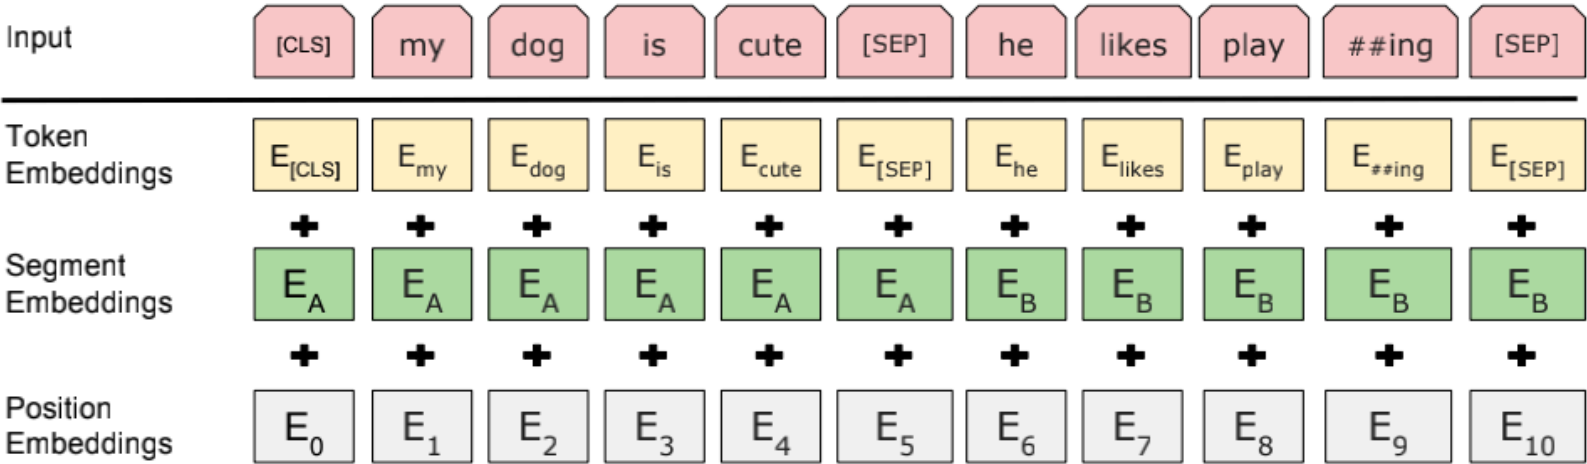 Input [CLS] my dog is cute [SEP] he likes play ##ing [SEP]
Token
Embeddings E[CLS] Emy Edog Eis Ecute E[SEP] Ehe Elikes Eplay E##ing E[SEP]
+ + + + + + + + + + +
Segment
Embeddings EA EA EA EA EA EA EB EB EB EB EB
+ + + + + + + + + + +
Position
Embeddings E0 E1 E2 E3 E4 E5 E6 E7 E8 E9 E10